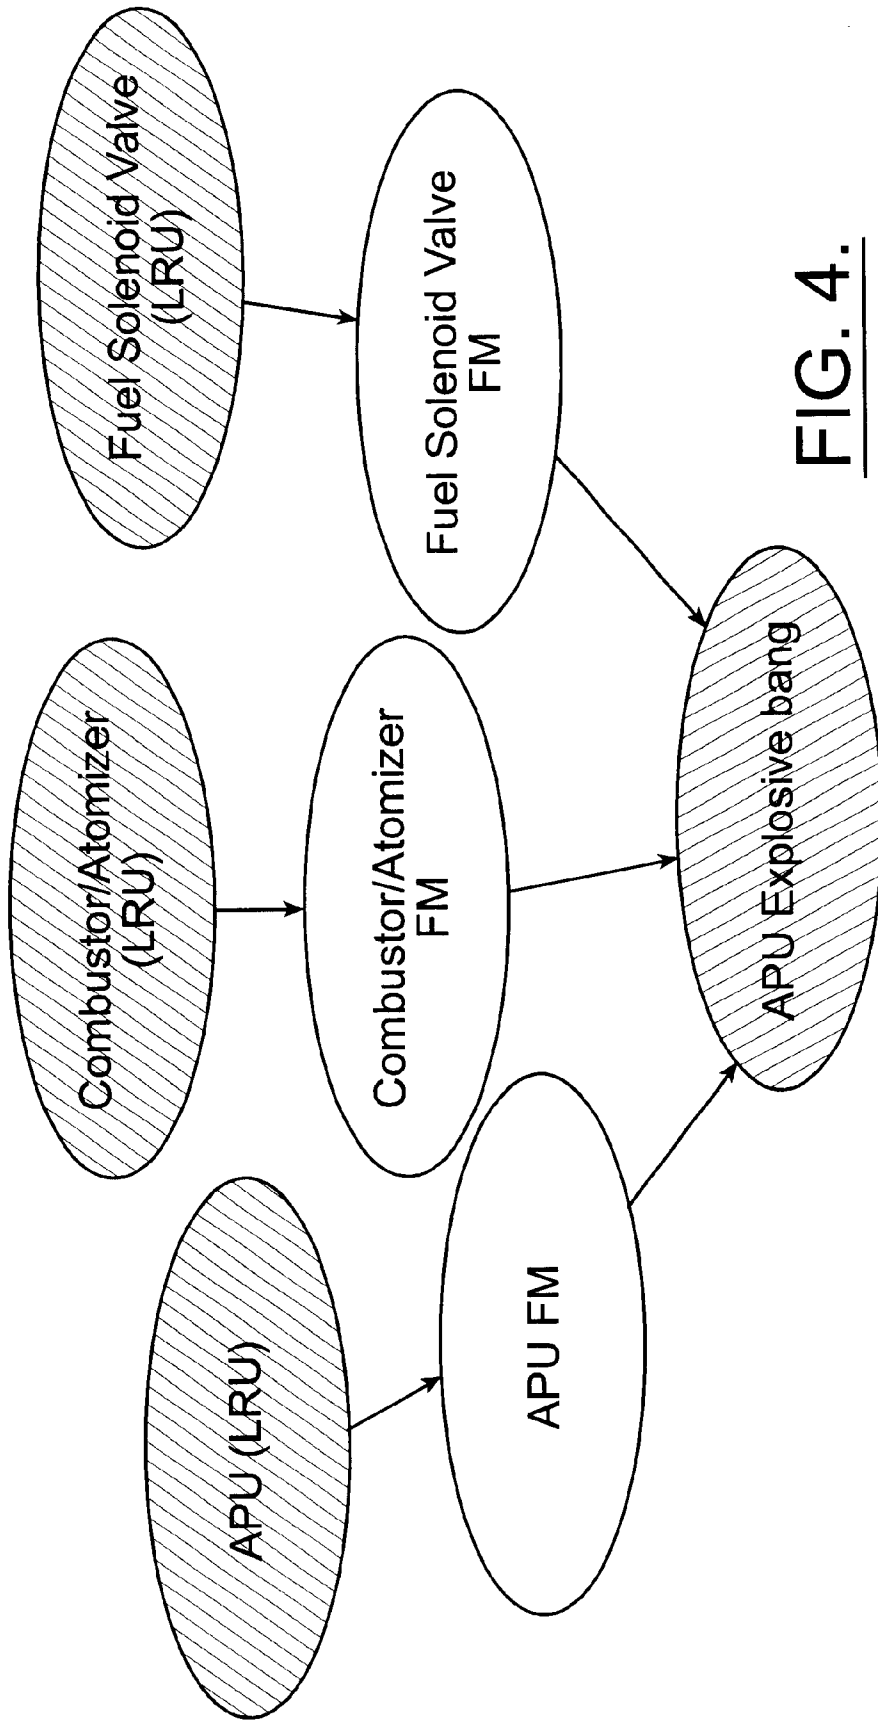 APU (LRU)
Combustor/Atomizer
(LRU)
Fuel Solenoid Valve
(LRU)
APU FM
Combustor/Atomizer
FM
Fuel Solenoid Valve
FM
APU Explosive bang
FIG. 4.